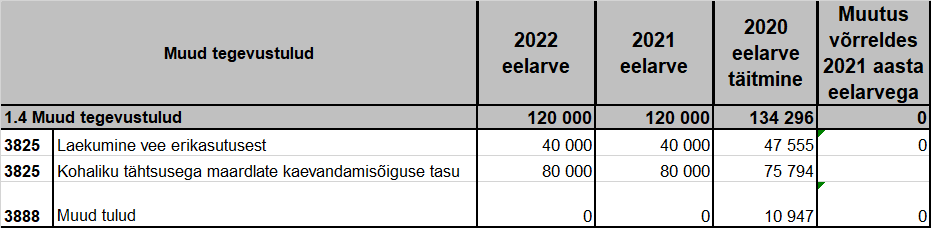 Muud tegevustulud 2022 eelarve 2021 eelarve 2020 eelarve täitmine Muutus võrreldes 2021 aasta eelarvega
1.4 Muud tegevustulud 120 000 120 000 134 296 0
3825 Laekumine vee erikasutusest 40 000 40 000 47 555 0
3825 Kohaliku tähtsusega maardlate kaevandamisõiguse tasu 80 000 80 000 75 794
3888 Muud tulud 0 0 10 947 0